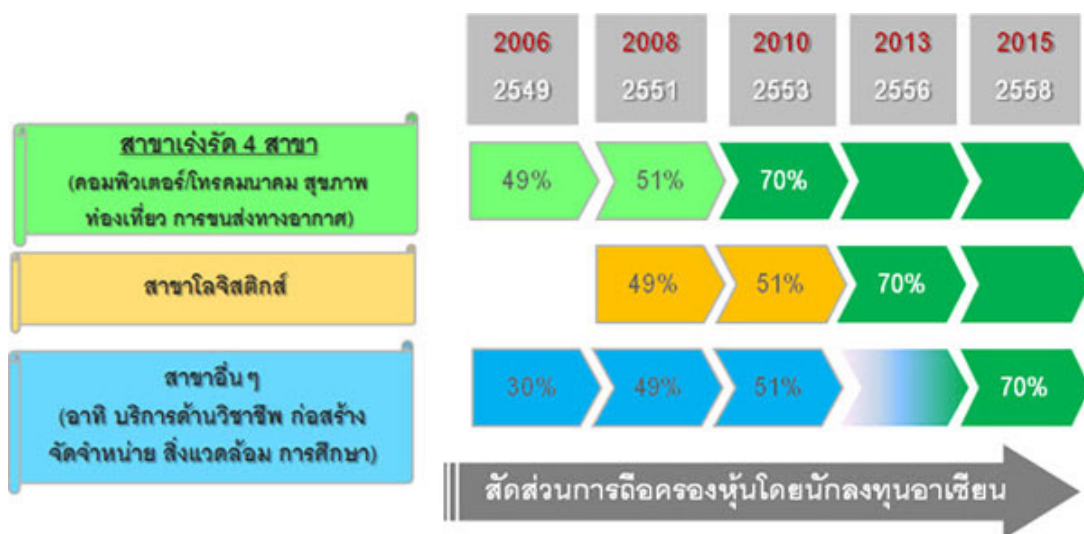 2006 2008 2010 2013 2015
2549 2551 2553 2556 2558
สาขาเร่งรัด 4 สาขา
(คอมพิวเตอร์/โทรคมนาคม สุขภาพ
ท่องเที่ยว การขนส่งทางอากาศ)
49% 51% 70%
สาขาโลจิสติกส์
49% 51% 70%
สาขาอื่น ๆ
(อาทิ บริการด้านวิชาชีพ ก่อสร้าง
จัดจำหน่าย สิ่งแวดล้อม การศึกษา)
30% 49% 51% 70%
สัดส่วนการถือครองหุ้นโดยนักลงทุนอาเซียน